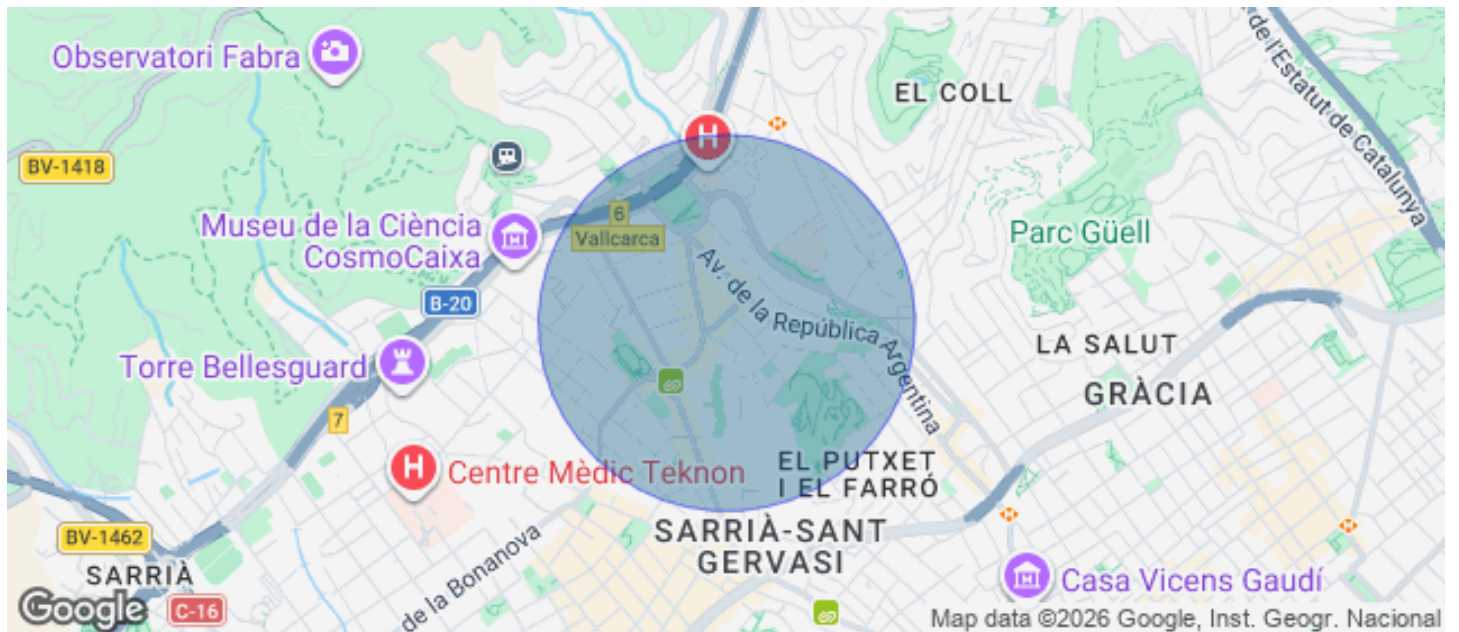 Observatori Fabra
de l'Estatut de Catalunya
EL COLL
H
BV-1418
Museu de la Ciència
CosmoCaixa
6
Vallcarca
Parc Güell
Av. de la República Argentina
B-20
LA SALUT
Torre Bellesguard
GRÀCIA
7
H
Centre Mèdic Teknon
EL PUTXET
I EL FARRÓ
SARRIÀ-SANT
GERVASI
BV-1462
de la Bonanova
SARRIÀ
Casa Vicens Gaudí
Google
C-16
Map data ©2026 Google, Inst. Geogr. Nacional